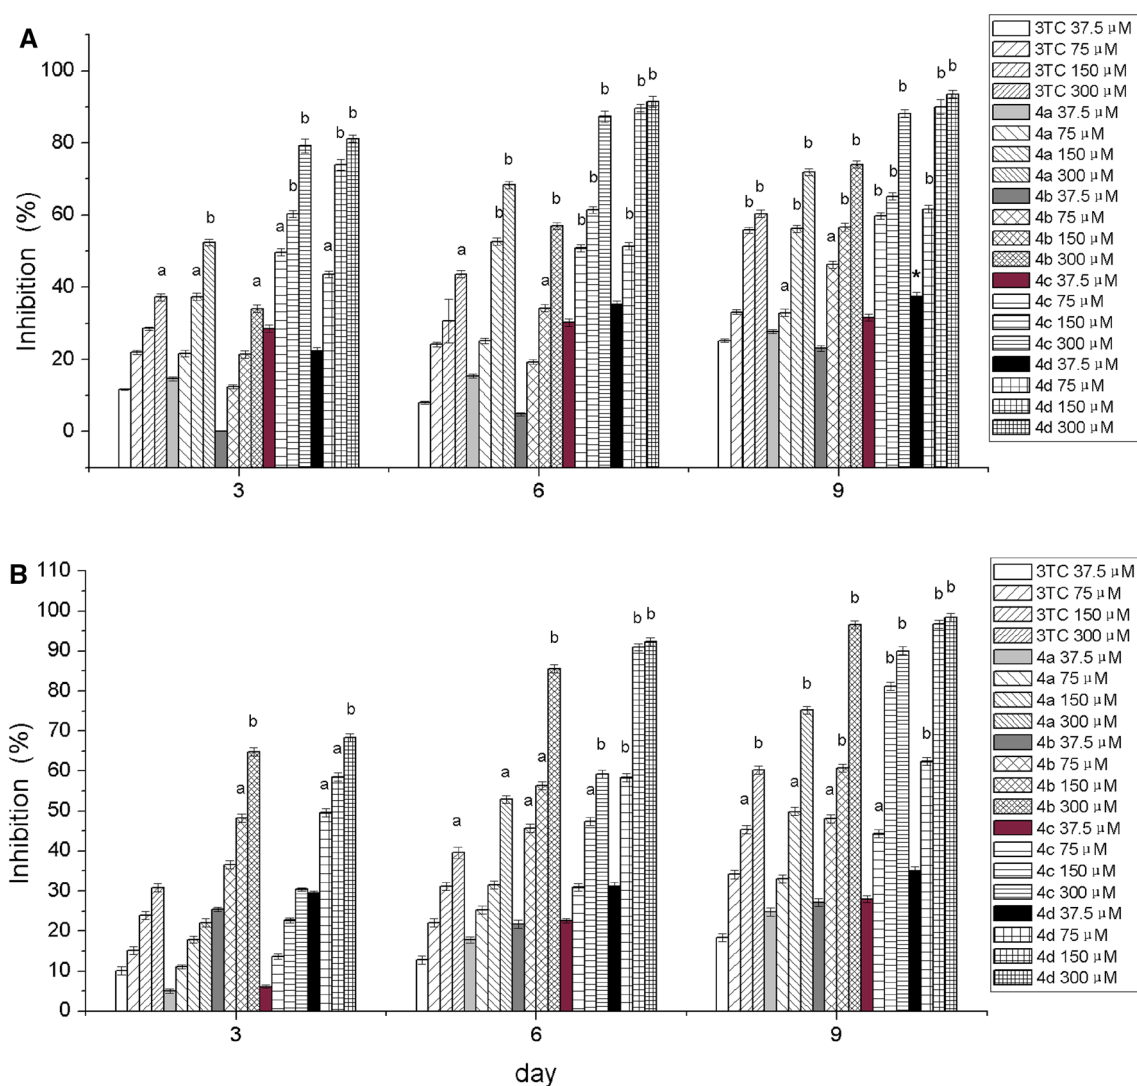 A
Inhibition (%)
100
80
60
40
20
0
a
a
b
a
a
b
b
a
b
b
a
b
b
a
b
b
b
b
b
b
b
b
b
a
b
b
a
b
b
b
b
b
*
b
b
b
3
6
9
3TC 37.5 μM
3TC 75 μM
3TC 150 μM
3TC 300 μM
4a 37.5 μM
4a 75 μM
4a 150 μM
4a 300 μM
4b 37.5 μM
4b 75 μM
4b 150 μM
4b 300 μM
4c 37.5 μM
4c 75 μM
4c 150 μM
4c 300 μM
4d 37.5 μM
4d 75 μM
4d 150 μM
4d 300 μM
B
Inhibition (%)
110
100
90
80
70
60
50
40
30
20
10
0
a
b
a
a
b
a
a
a
a
b
a
b
b
b
b
a
b
a
b
a
b
b
a
b
b
b
b
b
3
6
9
day
3TC 37.5 μM
3TC 75 μM
3TC 150 μM
3TC 300 μM
4a 37.5 μM
4a 75 μM
4a 150 μM
4a 300 μM
4b 37.5 μM
4b 75 μM
4b 150 μM
4b 300 μM
4c 37.5 μM
4c 75 μM
4c 150 μM
4c 300 μM
4d 37.5 μM
4d 75 μM
4d 150 μM
4d 300 μM